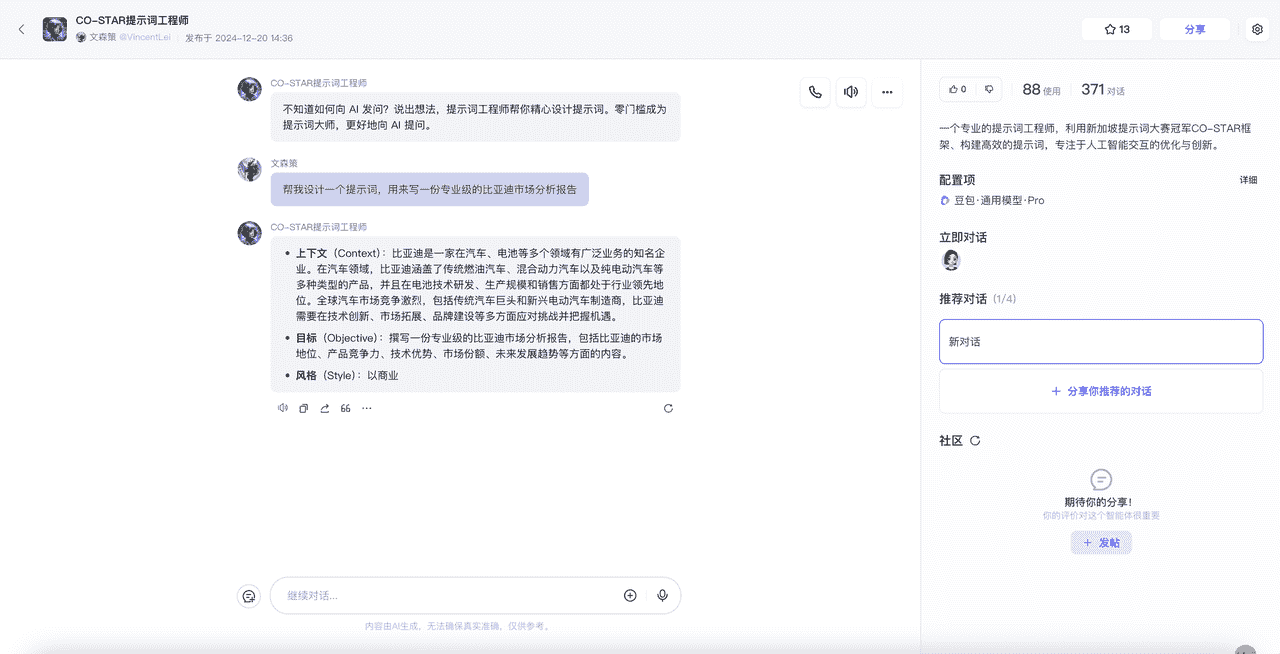 CO-STAR提示词工程师
文森策 @VincentLei 发布于 2024-12-20 14:36
13
分享
CO-STAR提示词工程师
不知道如何向 AI 发问？说出想法，提示词工程师帮你精心设计提示词。零门槛成为
提示词大师，更好地向 AI 提问。
文森策
帮我设计一个提示词，用来写一份专业级的比亚迪市场分析报告
CO-STAR提示词工程师
• 上下文（Context）：比亚迪是一家在汽车、电池等多个领域有广泛业务的知名企
业。在汽车领域，比亚迪涵盖了传统燃油汽车、混合动力汽车以及纯电动汽车等
多种类型的产品，并且在电池技术研发、生产规模和销售方面都处于行业领先地
位。全球汽车市场竞争激烈，包括传统汽车巨头和新兴电动汽车制造商，比亚迪
需要在技术创新、市场拓展、品牌建设等多方面应对挑战并把握机遇。
• 目标（Objective）：撰写一份专业级的比亚迪市场分析报告，包括比亚迪的市场
地位、产品竞争力、技术优势、市场份额、未来发展趋势等方面的内容。
• 风格（Style）：以商业
继续对话...
内容由AI生成，无法确保真实准确，仅供参考。
0
88 使用
371 对话
一个专业的提示词工程师，利用新加坡提示词大赛冠军CO-STAR框
架、构建高效的提示词，专注于人工智能交互的优化与创新。
配置项
详细
豆包·通用模型·Pro
立即对话
推荐对话 (1/4)
新对话
+ 分享你推荐的对话
社区
期待你的分享！
你的评价对这个智能体很重要
+ 发帖